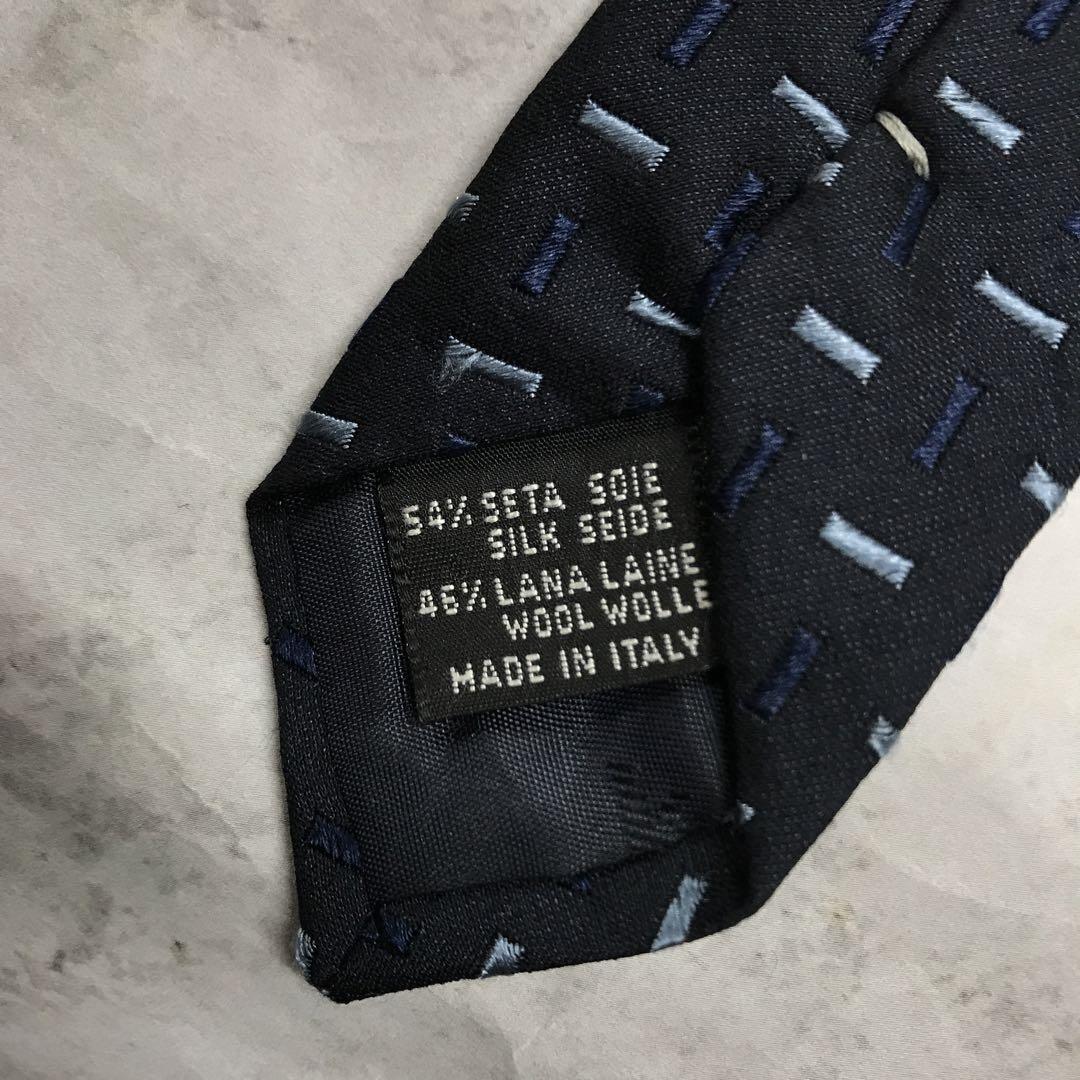 54% SETA SOIE
SILK SEIDE
46% LANA LAINE
WOOL WOLLE
MADE IN ITALY